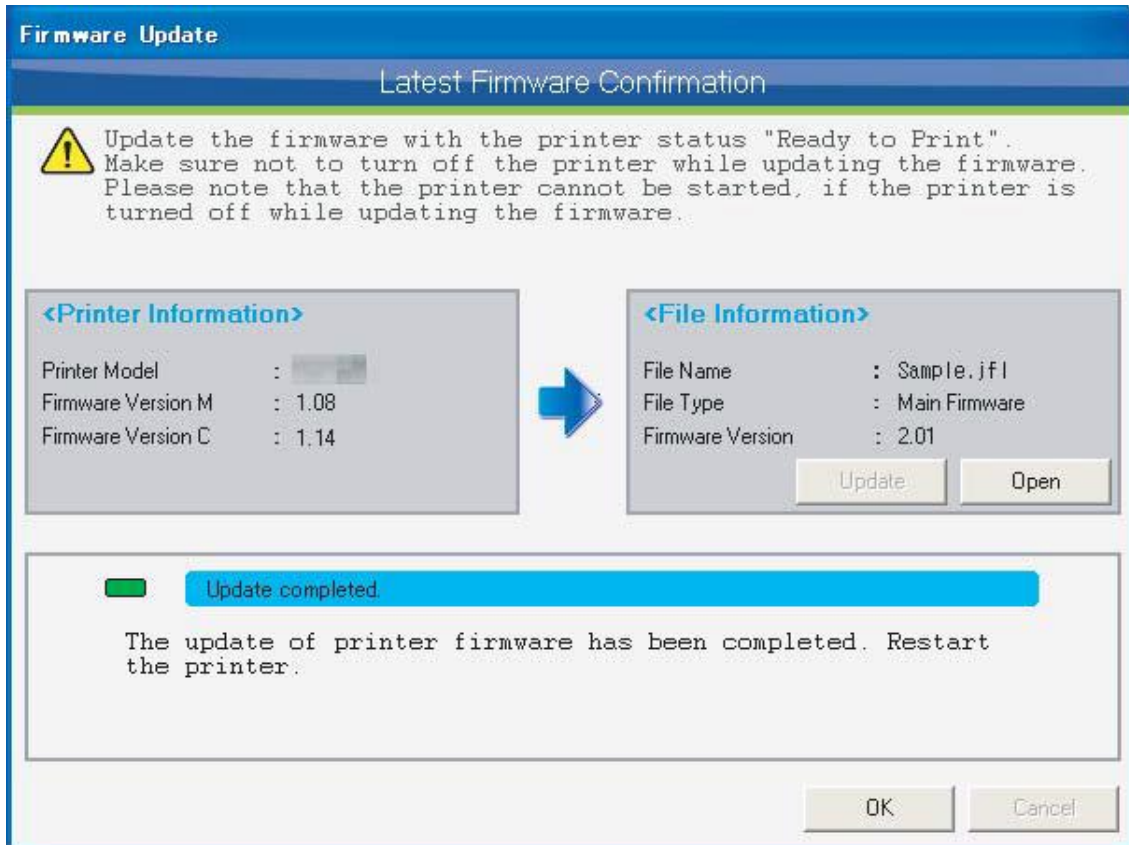 Firmware Update
Latest Firmware Confirmation
Update the firmware with the printer status "Ready to Print".
Make sure not to turn off the printer while updating the firmware.
Please note that the printer cannot be started, if the printer is
turned off while updating the firmware.
<Printer Information>
Printer Model :
Firmware Version M : 1.08
Firmware Version C : 1.14
<File Information>
File Name : Sample.jfl
File Type : Main Firmware
Firmware Version : 2.01
Update Open
Update completed.
The update of printer firmware has been completed. Restart
the printer.
OK Cancel